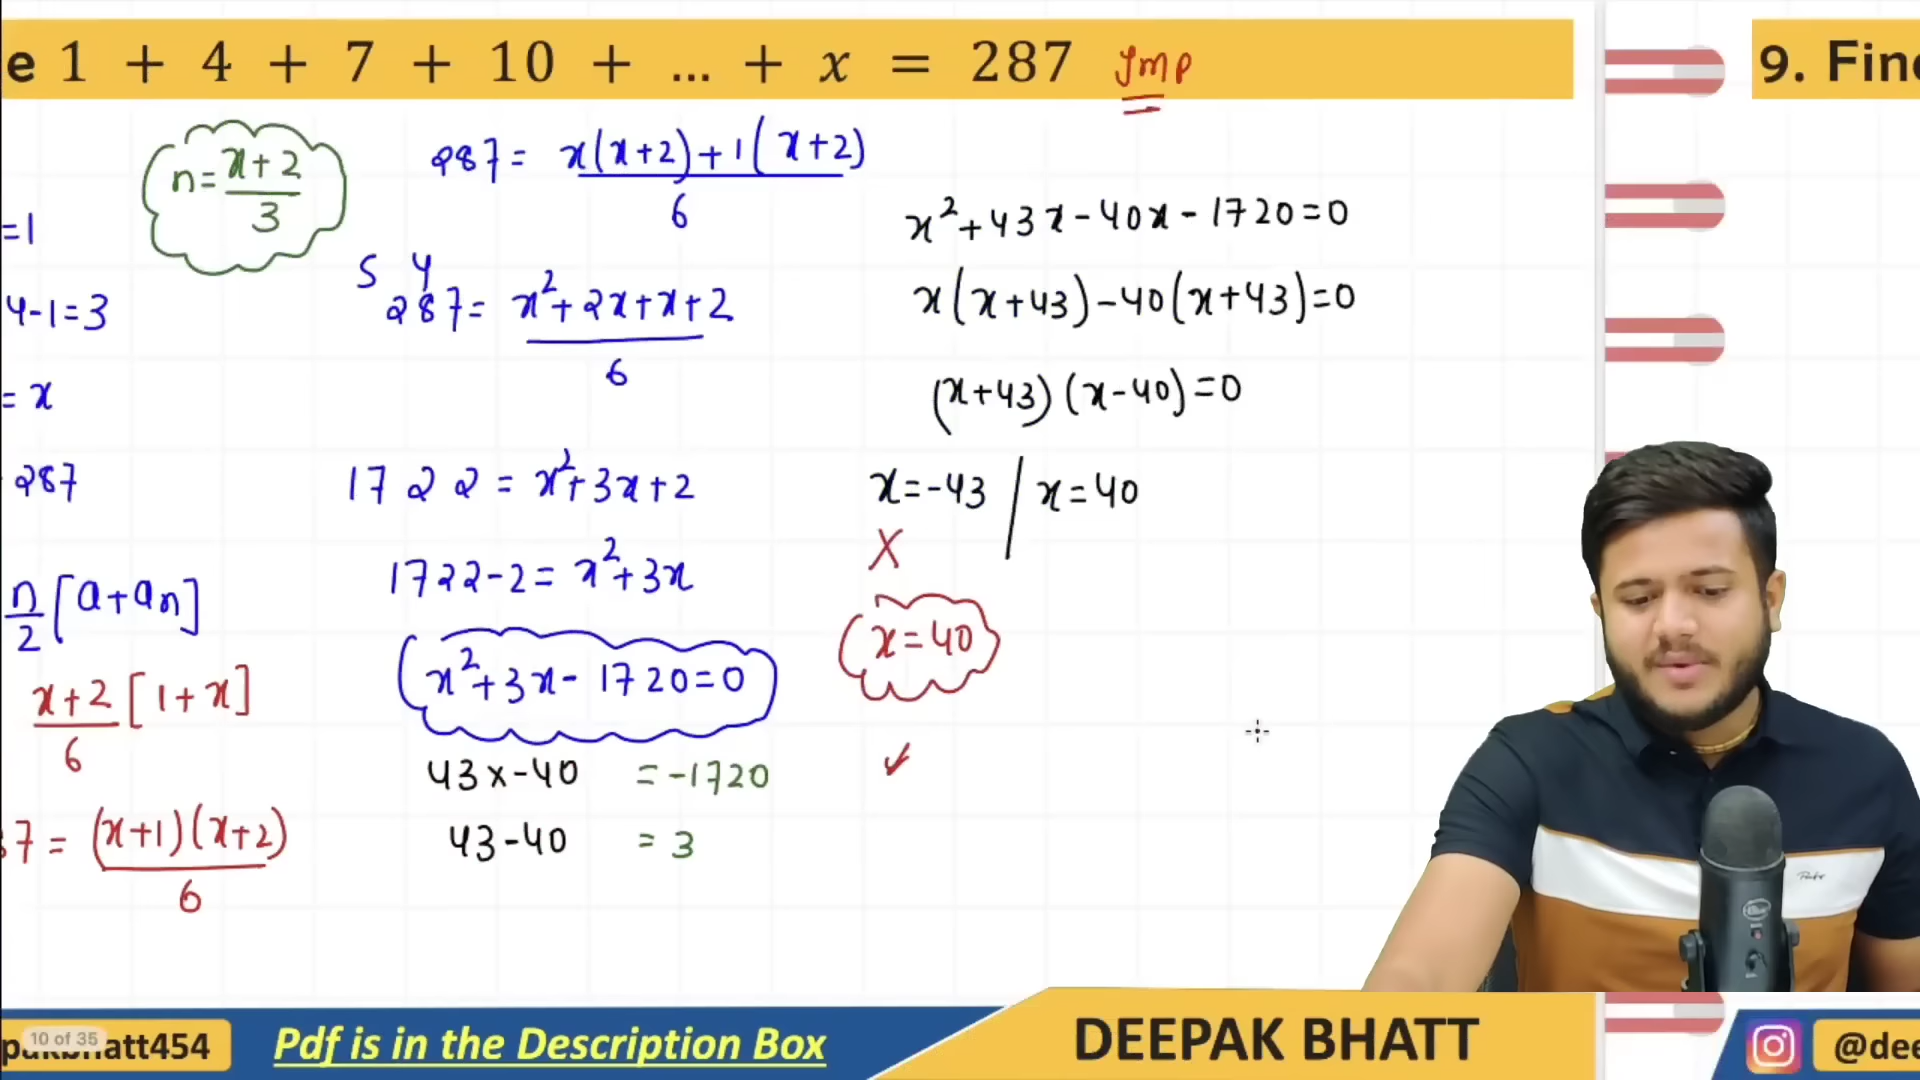 e 1 + 4 + 7 + 10 + ... + x = 287 Imp
9. Fin
n = x+2/3
=1
4-1=3
= x
287
n/2 [a+an]
x+2/6 [1+x]
7 = (x+1)(x+2)/6
287 = x(x+2)+1(x+2)/6
5 4
287 = x²+2x+x+2/6
1722 = x²+3x+2
1722-2 = x²+3x
x²+3x-1720=0
43x-40 = -1720
43-40 = 3
x²+43x-40x-1720=0
x(x+43)-40(x+43)=0
(x+43)(x-40)=0
x=-43 / x=40
X
x=40
✓
10 of 35
att454
Pdf is in the Description Box
DEEPAK BHATT
@dee